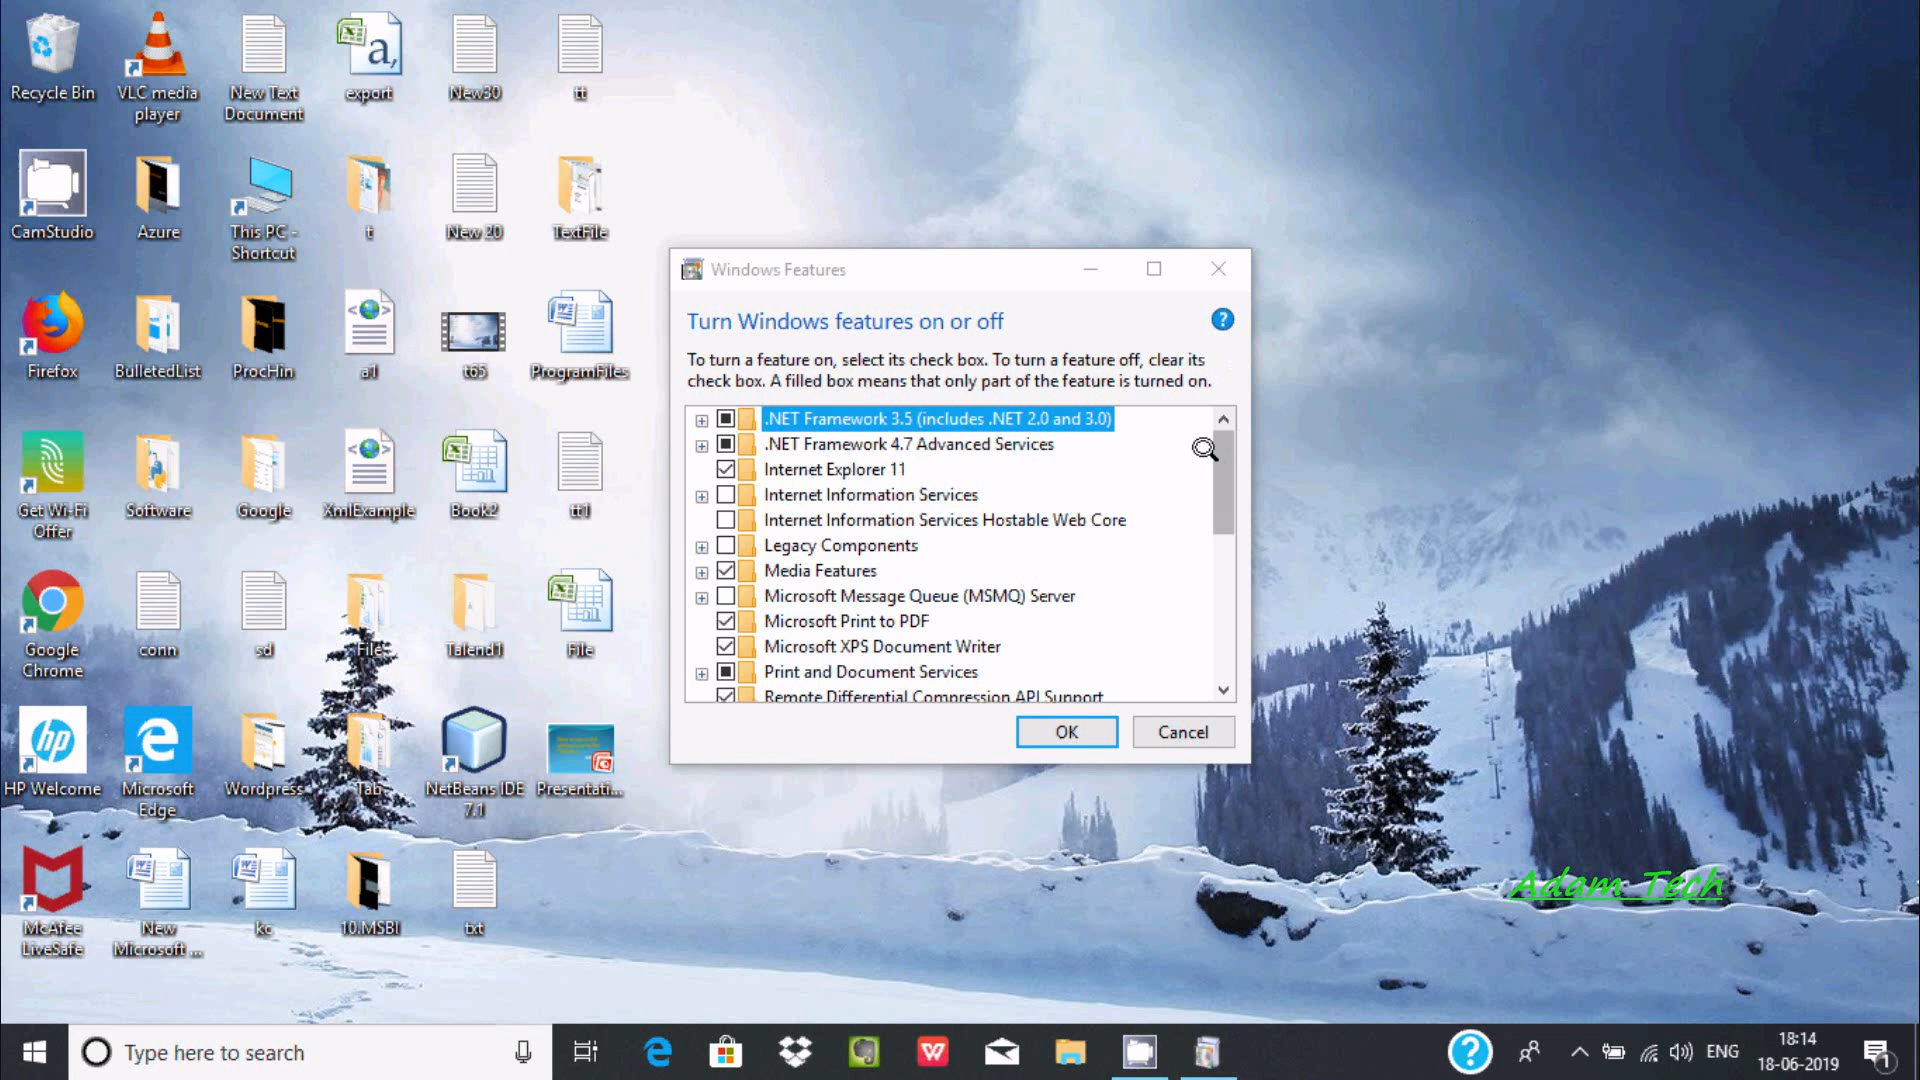 Recycle Bin
VLC media player
New Text Document
export
New30
tt
CamStudio
Azure
This PC - Shortcut
t
New 20
TextFile
Firefox
BulletedList
ProcHin
a1
t65
ProgramFiles
Get Wi-Fi Offer
Software
Google
XmlExample
Book2
tt1
Google Chrome
conn
sd
File
Talend1
File
HP Welcome
Microsoft Edge
Wordpress
Tab
NetBeans IDE 7.1
Presentati...
McAfee LiveSafe
New Microsoft ...
kc
10.MSBI
txt
Windows Features
Turn Windows features on or off
To turn a feature on, select its check box. To turn a feature off, clear its
check box. A filled box means that only part of the feature is turned on.
.NET Framework 3.5 (includes .NET 2.0 and 3.0)
.NET Framework 4.7 Advanced Services
Internet Explorer 11
Internet Information Services
Internet Information Services Hostable Web Core
Legacy Components
Media Features
Microsoft Message Queue (MSMQ) Server
Microsoft Print to PDF
Microsoft XPS Document Writer
Print and Document Services
Remote Differential Compression API Support
OK
Cancel
Adam Tech
Type here to search
ENG
18:14
18-06-2019
1